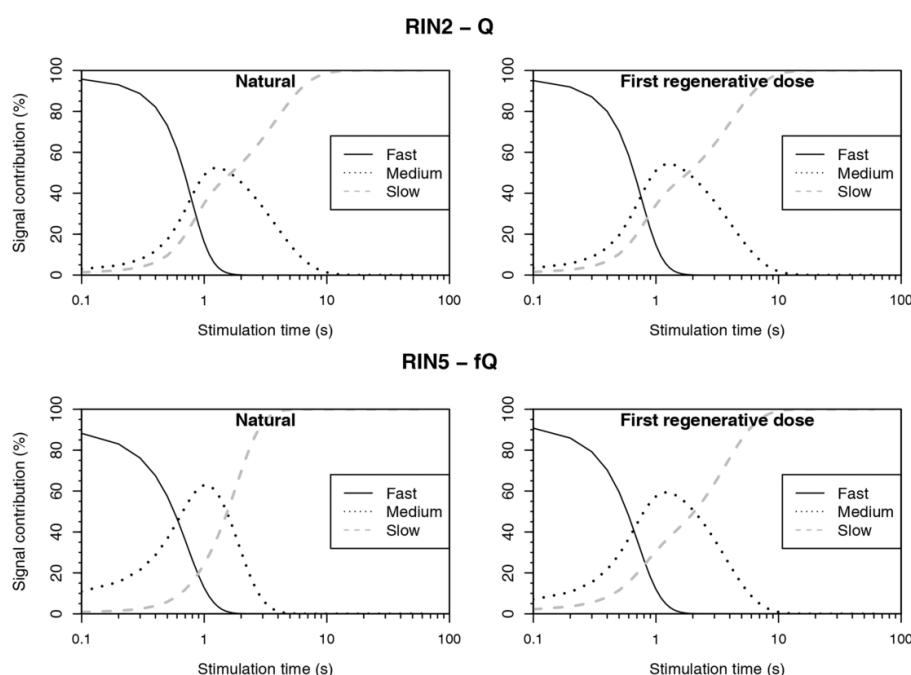 RIN2 – Q
Natural
First regenerative dose
Signal contribution (%)
0 20 40 60 80 100
Fast
Medium
Slow
0.1 1 10 100
Stimulation time (s)
0 20 40 60 80 100
Fast
Medium
Slow
0.1 1 10 100
Stimulation time (s)
RIN5 – fQ
Natural
First regenerative dose
Signal contribution (%)
0 20 40 60 80 100
Fast
Medium
Slow
0.1 1 10 100
Stimulation time (s)
0 20 40 60 80 100
Fast
Medium
Slow
0.1 1 10 100
Stimulation time (s)